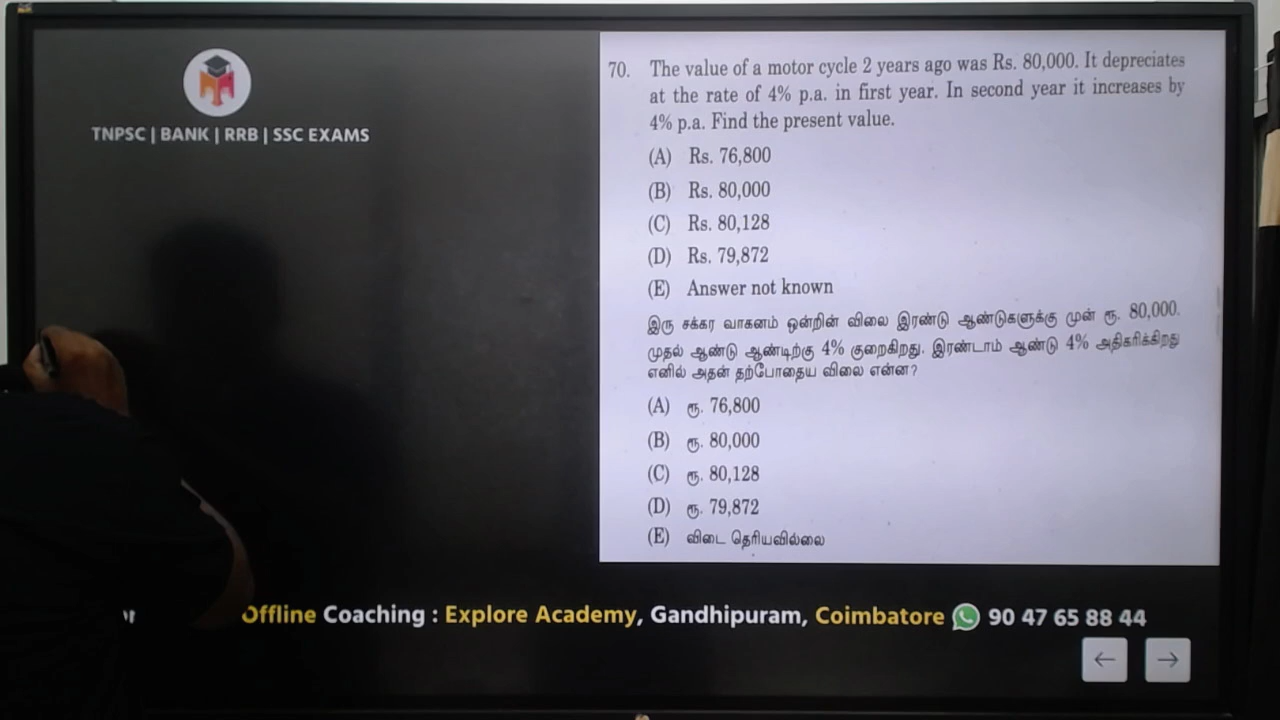 TNPSC | BANK | RRB | SSC EXAMS
70. The value of a motor cycle 2 years ago was Rs. 80,000. It depreciates
at the rate of 4% p.a. in first year. In second year it increases by
4% p.a. Find the present value.
(A) Rs. 76,800
(B) Rs. 80,000
(C) Rs. 80,128
(D) Rs. 79,872
(E) Answer not known
இரு சக்கர வாகனம் ஒன்றின் விலை இரண்டு ஆண்டுகளுக்கு முன் ரூ. 80,000.
முதல் ஆண்டு ஆண்டிற்கு 4% குறைகிறது. இரண்டாம் ஆண்டு 4% அதிகரிக்கிறது
எனில் அதன் தற்போதைய விலை என்ன?
(A) ரூ. 76,800
(B) ரூ. 80,000
(C) ரூ. 80,128
(D) ரூ. 79,872
(E) விடை தெரியவில்லை
Offline Coaching : Explore Academy, Gandhipuram, Coimbatore 90 47 65 88 44